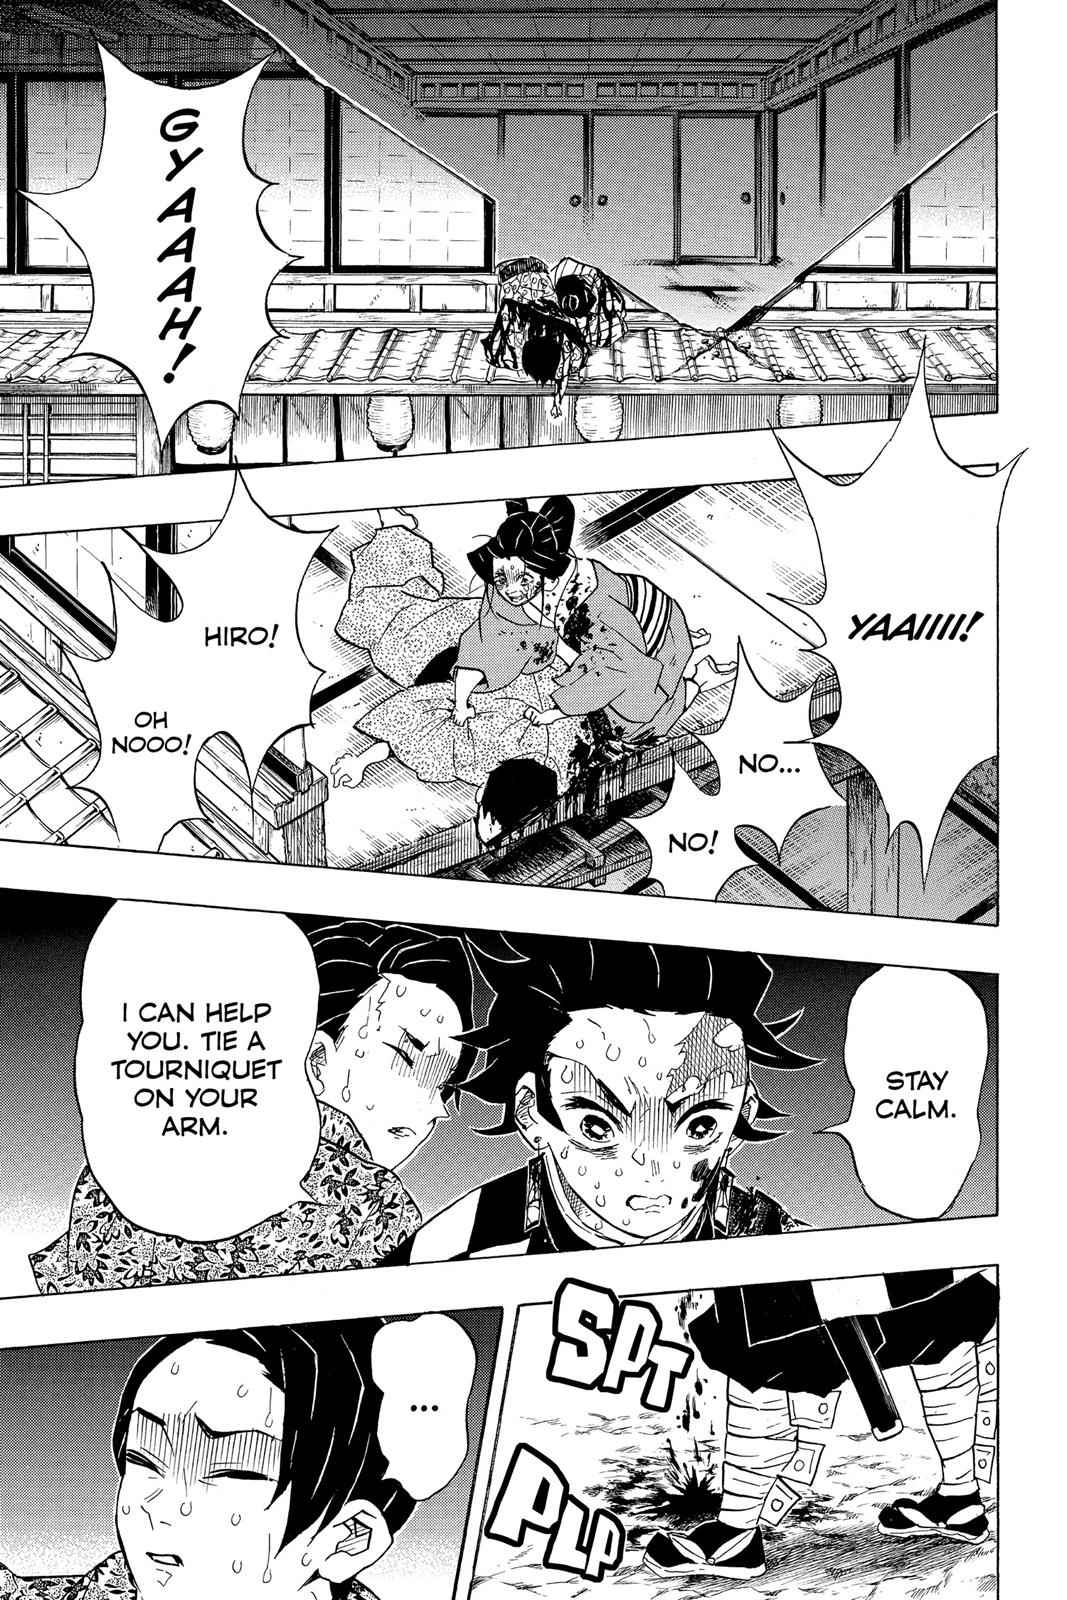 GYAAAH!
YAAIIII!
NO...
NO!
HIRO!
OH
NOOO!
STAY
CALM.
I CAN HELP
YOU. TIE A
TOURNIQUET
ON YOUR
ARM.
SPT
PLP
...